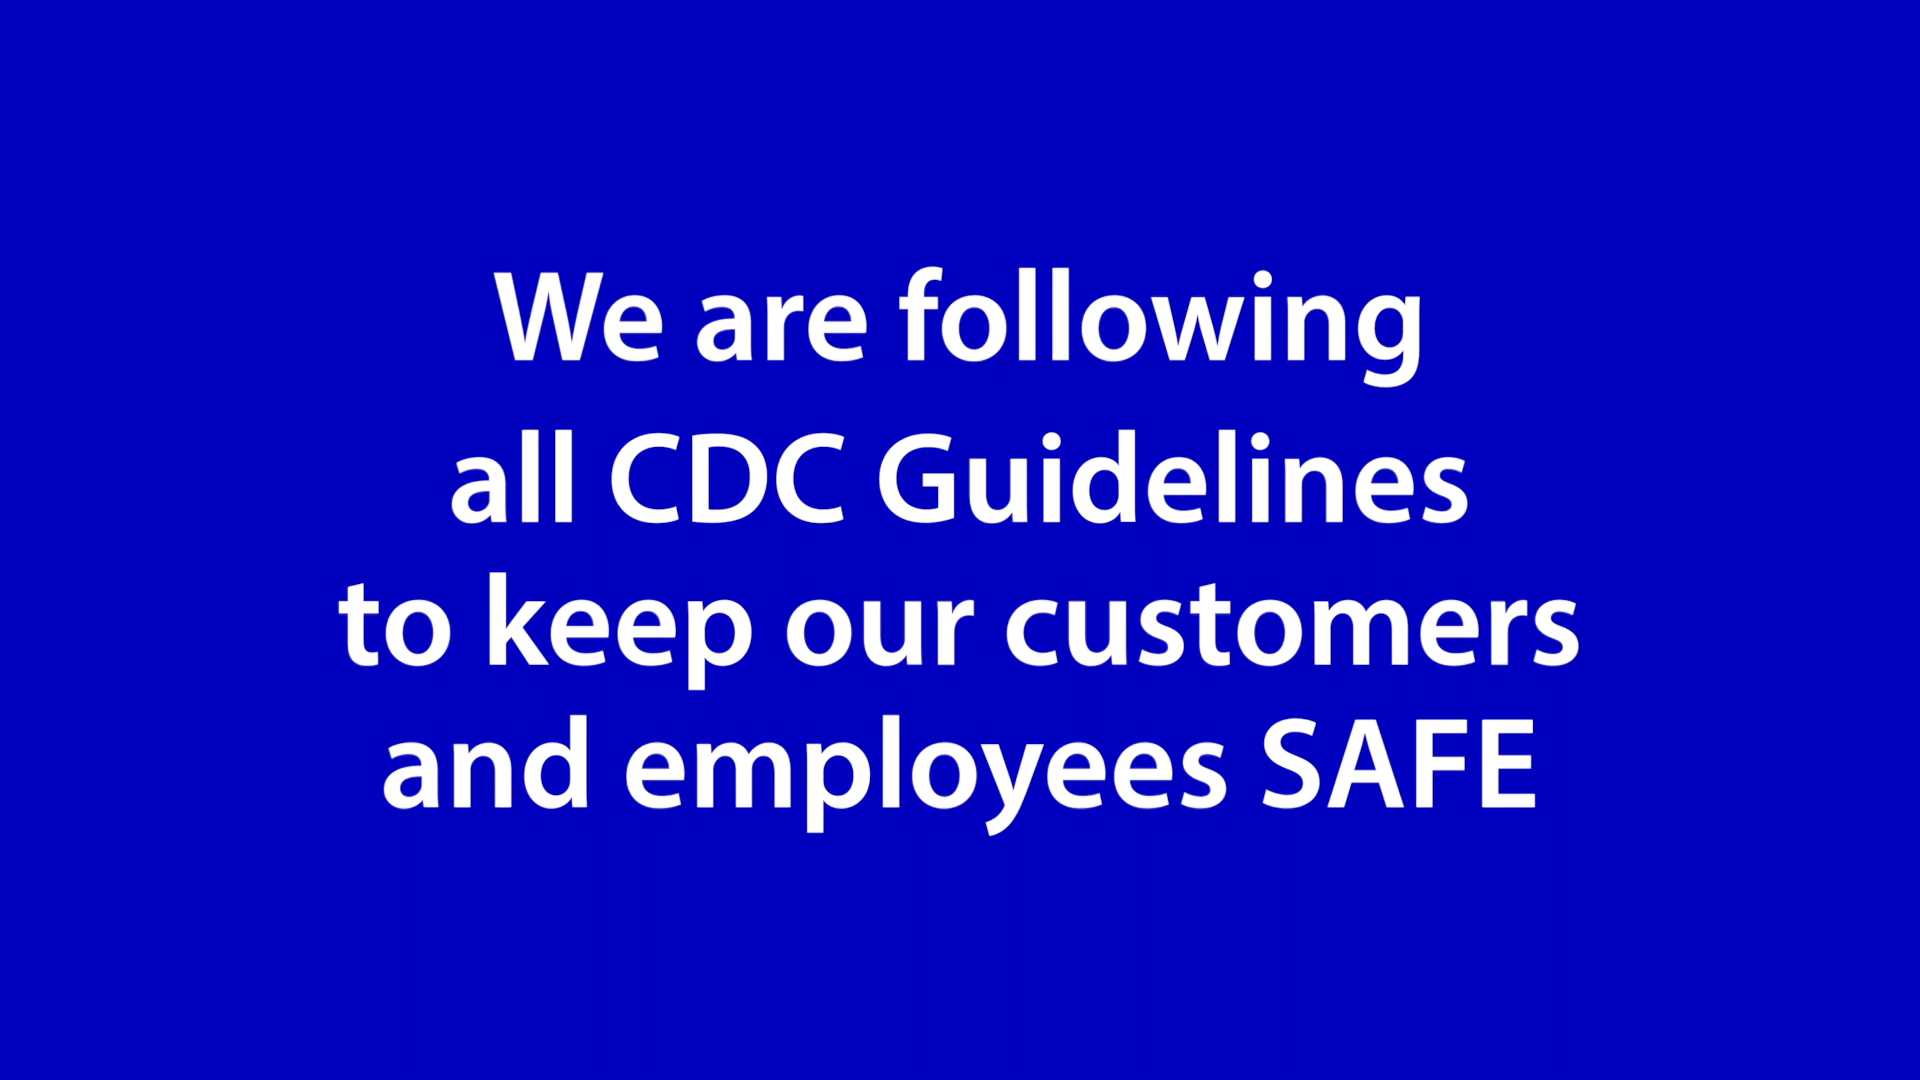 We are following
all CDC Guidelines
to keep our customers
and employees SAFE